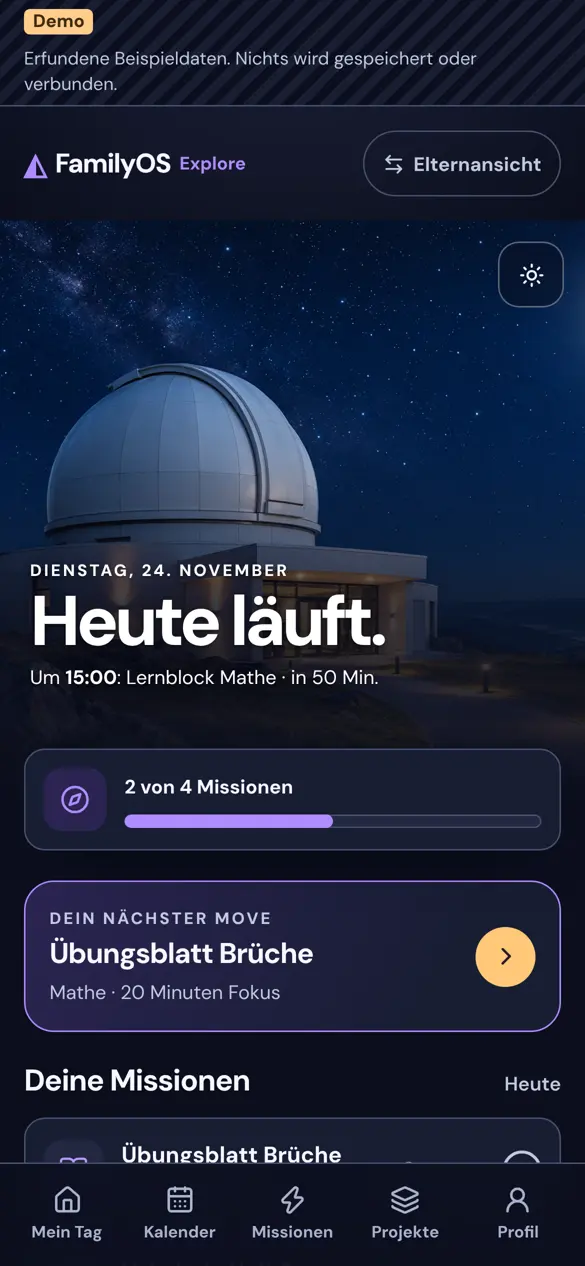 Demo
Erfundene Beispieldaten. Nichts wird gespeichert oder
verbunden.
FamilyOS Explore
Elternansicht
DIENSTAG, 24. NOVEMBER
Heute läuft.
Um 15:00: Lernblock Mathe · in 50 Min.
2 von 4 Missionen
DEIN NÄCHSTER MOVE
Übungsblatt Brüche
Mathe · 20 Minuten Fokus
Deine Missionen
Heute
Übungsblatt Brüche
Mein Tag
Kalender
Missionen
Projekte
Profil